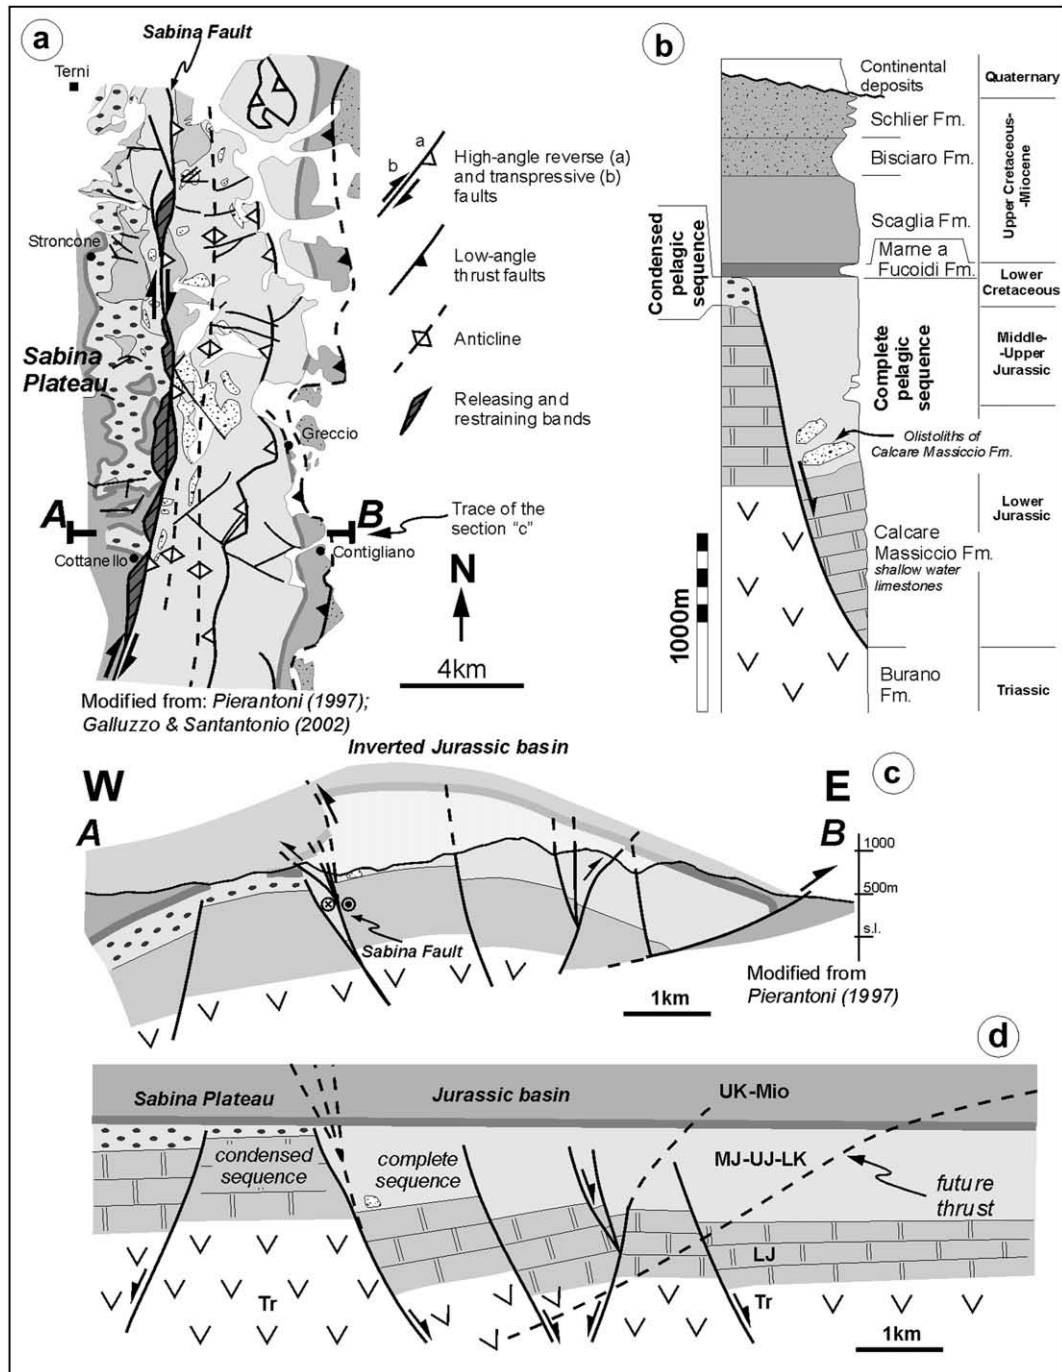 a
Sabina Fault
Terni
Stroncone
Sabina
Plateau
Greccio
A
B
Cottanello
Contigliano
a
b
High-angle reverse (a)
and transpressive (b)
faults
Low-angle
thrust faults
Anticline
Releasing and
restraining bands
Trace of the
section "c"
N
4km
Modified from: Pierantoni (1997);
Galluzzo & Santantonio (2002)
b
Continental
deposits
Quaternary
Schlier Fm.
Bisciaro Fm.
Scaglia Fm.
Upper Cretaceous-
-Miocene
Marne a
Fucoidi Fm.
Lower
Cretaceous
Condensed
pelagic
sequence
Complete
pelagic
sequence
Middle-
-Upper
Jurassic
Olistoliths of
Calcare Massiccio Fm.
Lower
Jurassic
Calcare
Massiccio Fm.
shallow water
limestones
1000m
Burano
Fm.
Triassic
Inverted Jurassic basin
c
W
E
A
B
1000
500m
s.l.
Sabina Fault
Modified from
Pierantoni (1997)
1km
d
Sabina Plateau
Jurassic basin
UK-Mio
condensed
sequence
complete
sequence
MJ-UJ-LK
future
thrust
LJ
Tr
Tr
1km